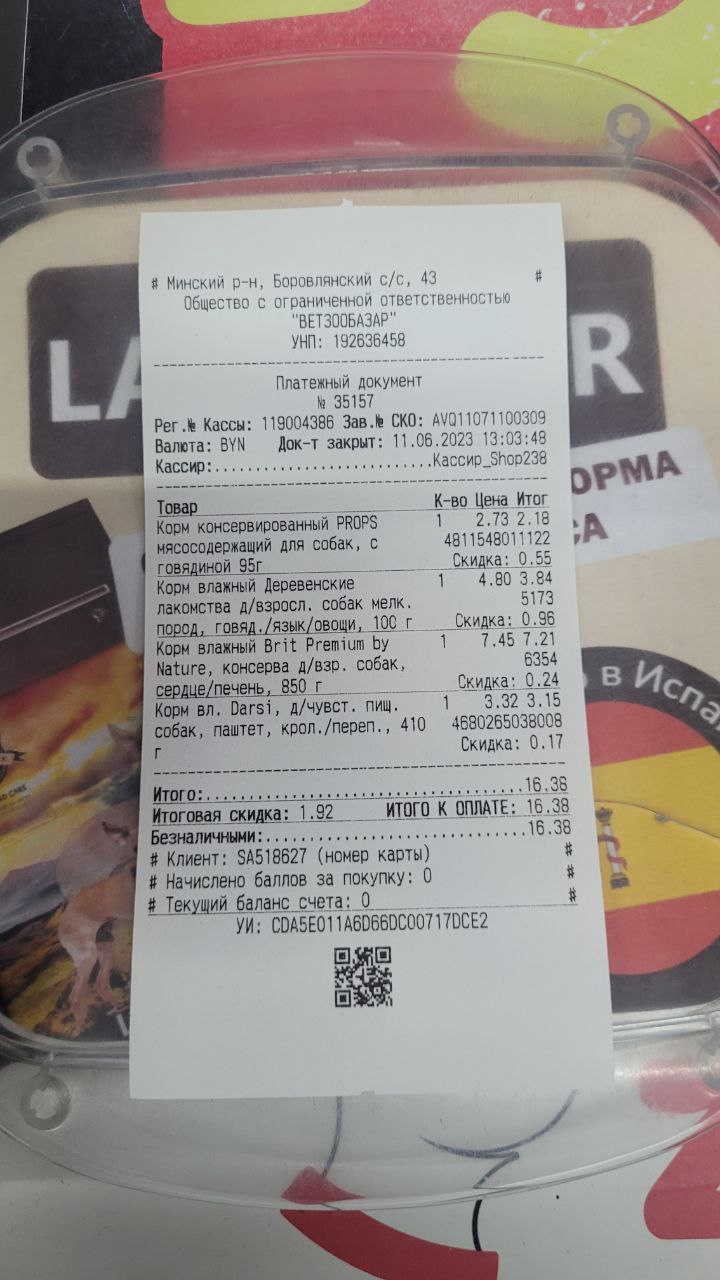 # Минский р-н, Боровлянский с/с, 43 #
Общество с ограниченной ответственностью
"ВЕТЗООБАЗАР"
УНП: 192636458
Платежный документ
№ 35157
Рег.№ Кассы: 119004386 Зав.№ СКО: AVQ11071100309
Валюта: BYN Док-т закрыт: 11.06.2023 13:03:48
Кассир:..........................Кассир_Shop238
Товар К-во Цена Итог
Корм консервированный PROPS 1 2.73 2.18
мясосодержащий для собак, с 4811548011122
говядиной 95г Скидка: 0.55
Корм влажный Деревенские 1 4.80 3.84
лакомства д/взросл. собак мелк. 5173
пород, говяд./язык/овощи, 100 г Скидка: 0.96
Корм влажный Brit Premium by 1 7.45 7.21
Nature, консерва д/взр. собак, 6354
сердце/печень, 850 г Скидка: 0.24
Корм вл. Darsi, д/чувст. пищ. 1 3.32 3.15
собак, паштет, крол./переп., 410 4680265038008
г Скидка: 0.17
Итого:..................................16.38
Итоговая скидка: 1.92 ИТОГО К ОПЛАТЕ: 16.38
Безналичными:............................16.38
# Клиент: SA518627 (номер карты) #
# Начислено баллов за покупку: 0 #
# Текущий баланс счета: 0 #
УИ: CDA5E011A6D66DC00717DCE2
LA
R
ОРМА
СА
в Испа